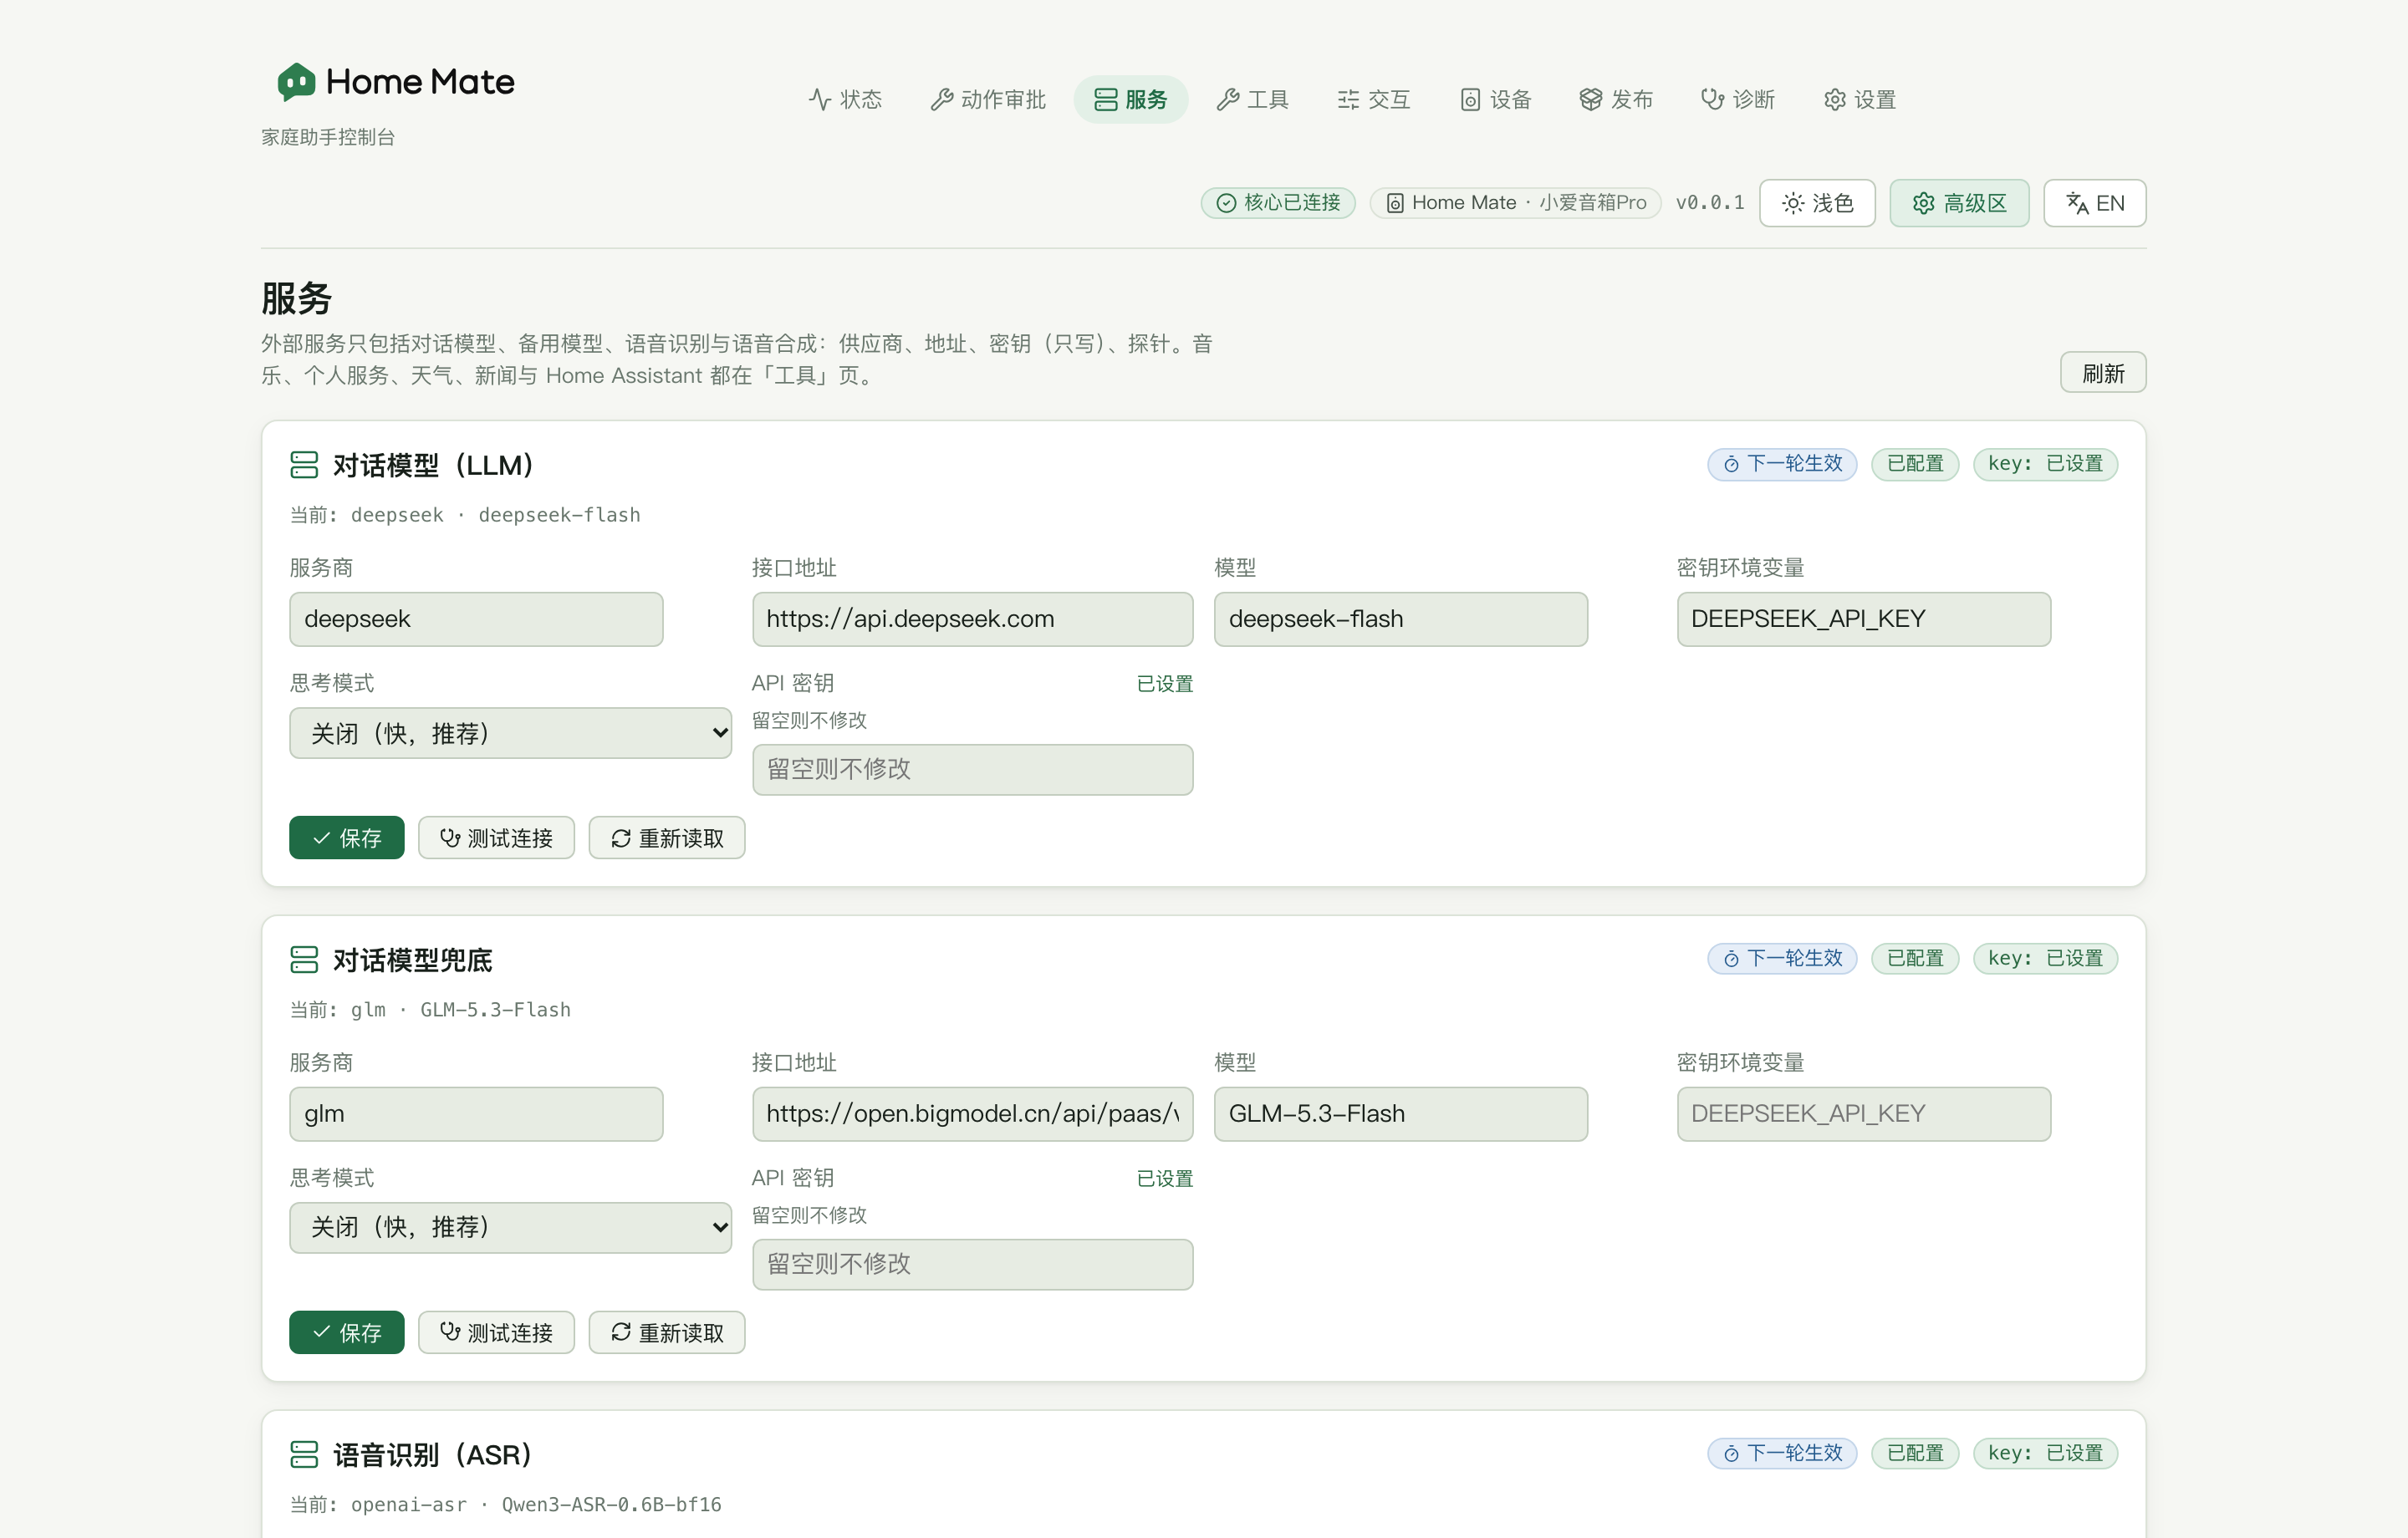 Home Mate
家庭助手控制台
状态
动作审批
服务
工具
交互
设备
发布
诊断
设置
核心已连接
Home Mate · 小爱音箱Pro
v0.0.1
浅色
高级区
EN
服务
外部服务只包括对话模型、备用模型、语音识别与语音合成：供应商、地址、密钥（只写）、探针。音
乐、个人服务、天气、新闻与 Home Assistant 都在「工具」页。
刷新
对话模型（LLM）
下一轮生效
已配置
key: 已设置
当前: deepseek · deepseek-flash
服务商
接口地址
模型
密钥环境变量
deepseek
https://api.deepseek.com
deepseek-flash
DEEPSEEK_API_KEY
思考模式
API 密钥
已设置
留空则不修改
关闭（快，推荐）
留空则不修改
保存
测试连接
重新读取
对话模型兜底
下一轮生效
已配置
key: 已设置
当前: glm · GLM-5.3-Flash
服务商
接口地址
模型
密钥环境变量
glm
https://open.bigmodel.cn/api/paas/
GLM-5.3-Flash
DEEPSEEK_API_KEY
思考模式
API 密钥
已设置
留空则不修改
关闭（快，推荐）
留空则不修改
保存
测试连接
重新读取
语音识别（ASR）
下一轮生效
已配置
key: 已设置
当前: openai-asr · Qwen3-ASR-0.6B-bf16